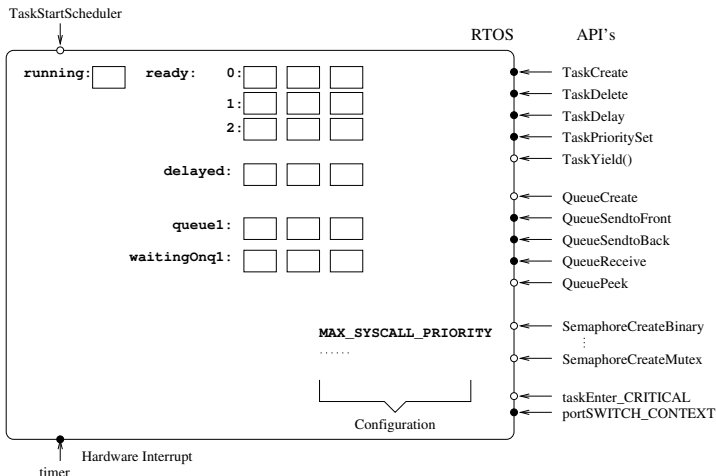 TaskStartScheduler
RTOS API's
running: ready: 0:
1:
2:
delayed:
queue1:
waitingOnq1:
MAX_SYSCALL_PRIORITY
......
Configuration
TaskCreate
TaskDelete
TaskDelay
TaskPrioritySet
TaskYield()
QueueCreate
QueueSendtoFront
QueueSendtoBack
QueueReceive
QueuePeek
SemaphoreCreateBinary
SemaphoreCreateMutex
taskEnter_CRITICAL
portSWITCH_CONTEXT
Hardware Interrupt
timer